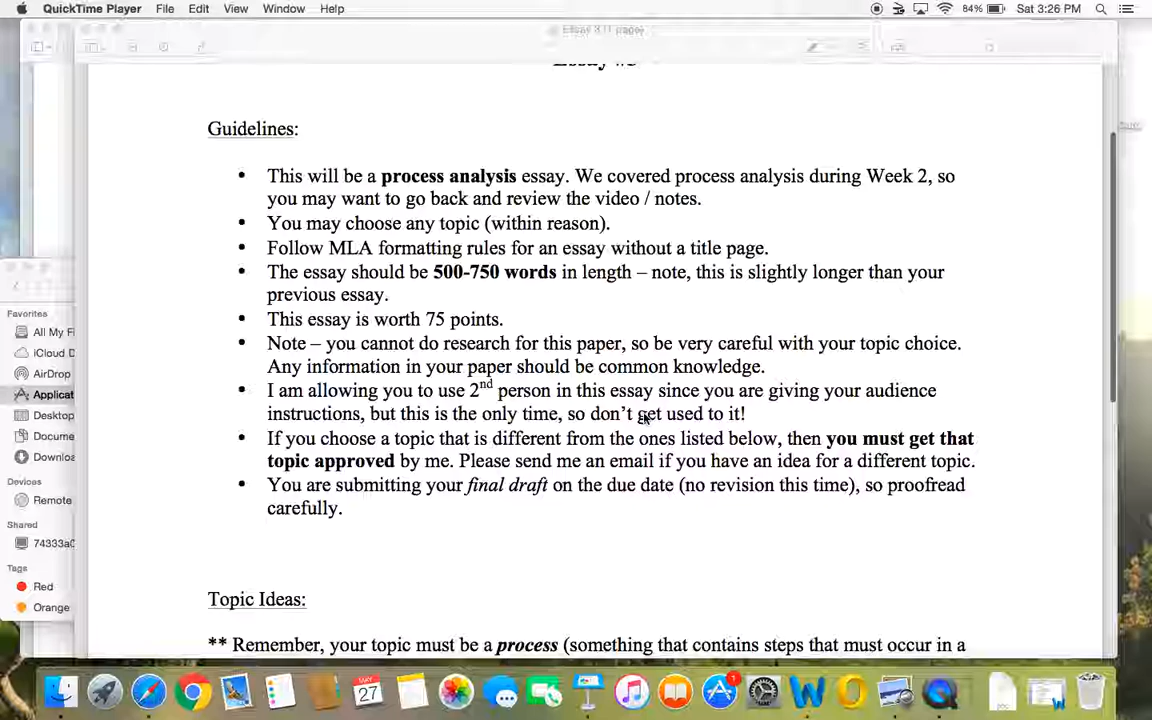 QuickTime Player File Edit View Window Help 84% Sat 3:26 PM
Guidelines:
• This will be a process analysis essay. We covered process analysis during Week 2, so
you may want to go back and review the video / notes.
• You may choose any topic (within reason).
• Follow MLA formatting rules for an essay without a title page.
• The essay should be 500-750 words in length – note, this is slightly longer than your
previous essay.
• This essay is worth 75 points.
• Note – you cannot do research for this paper, so be very careful with your topic choice.
Any information in your paper should be common knowledge.
• I am allowing you to use 2nd person in this essay since you are giving your audience
instructions, but this is the only time, so don't get used to it!
• If you choose a topic that is different from the ones listed below, then you must get that
topic approved by me. Please send me an email if you have an idea for a different topic.
• You are submitting your final draft on the due date (no revision this time), so proofread
carefully.
Topic Ideas:
** Remember, your topic must be a process (something that contains steps that must occur in a
Favorites
All My Fi
iCloud D
AirDrop
Applicat
Desktop
Docume
Downloa
Devices
Remote
Shared
74333a0
Tags
Red
Orange
MAY
27
1